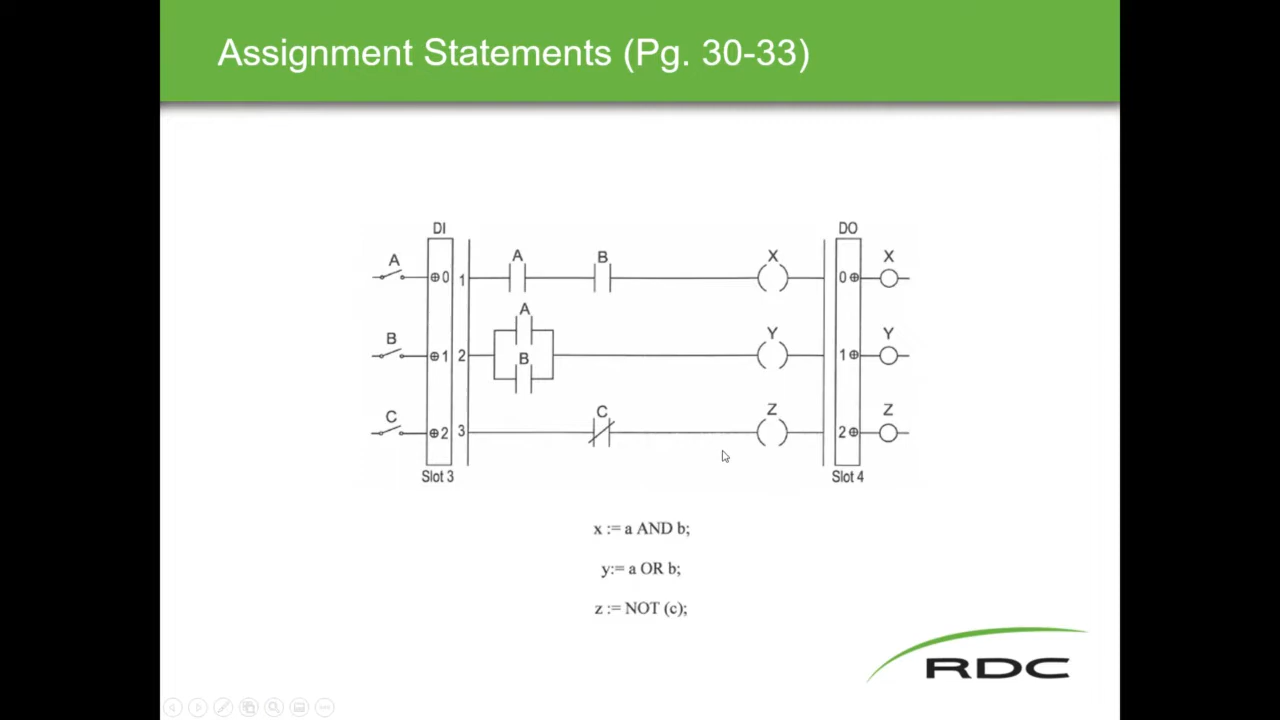 Assignment Statements (Pg. 30-33)
DI
DO
A
A
B
X
X
0
1
0
A
B
Y
Y
B
1
2
1
C
C
Z
Z
2
3
2
Slot 3
Slot 4
x := a AND b;
y:= a OR b;
z := NOT (c);
RDC